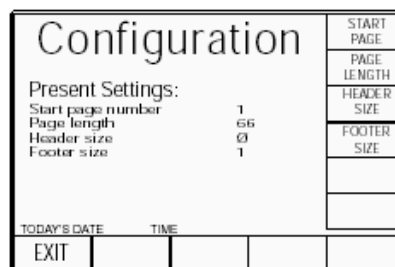 Configuration
Present Settings:
Start page number 1
Page length 66
Header size Ø
Footer size 1
TODAY'S DATE TIME
START
PAGE
PAGE
LENGTH
HEADER
SIZE
FOOTER
SIZE
EXIT